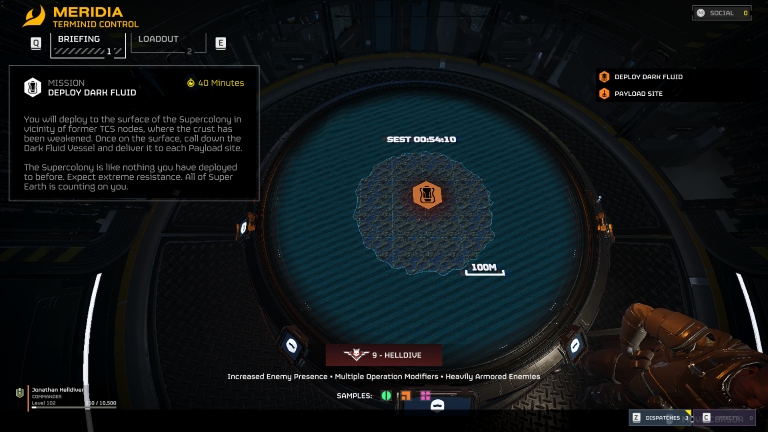 MERIDIA
TERMINID CONTROL
SOCIAL 0
Q
BRIEFING
1
LOADOUT
2
E
MISSION
DEPLOY DARK FLUID
40 Minutes
You will deploy to the surface of the Supercolony in
vicinity of former TCS nodes, where the crust has
been weakened. Once on the surface, call down the
Dark Fluid Vessel and deliver it to each Payload site.
The Supercolony is like nothing you have deployed
to before. Expect extreme resistance. All of Super
Earth is counting on you.
DEPLOY DARK FLUID
PAYLOAD SITE
SEST 00:54:10
100M
9 - HELLDIVE
Increased Enemy Presence • Multiple Operation Modifiers • Heavily Armored Enemies
SAMPLES:
Jonathan Helldiver
COMMANDER
Level 102
/ 10,500
Z
DISPATCHES
3
C